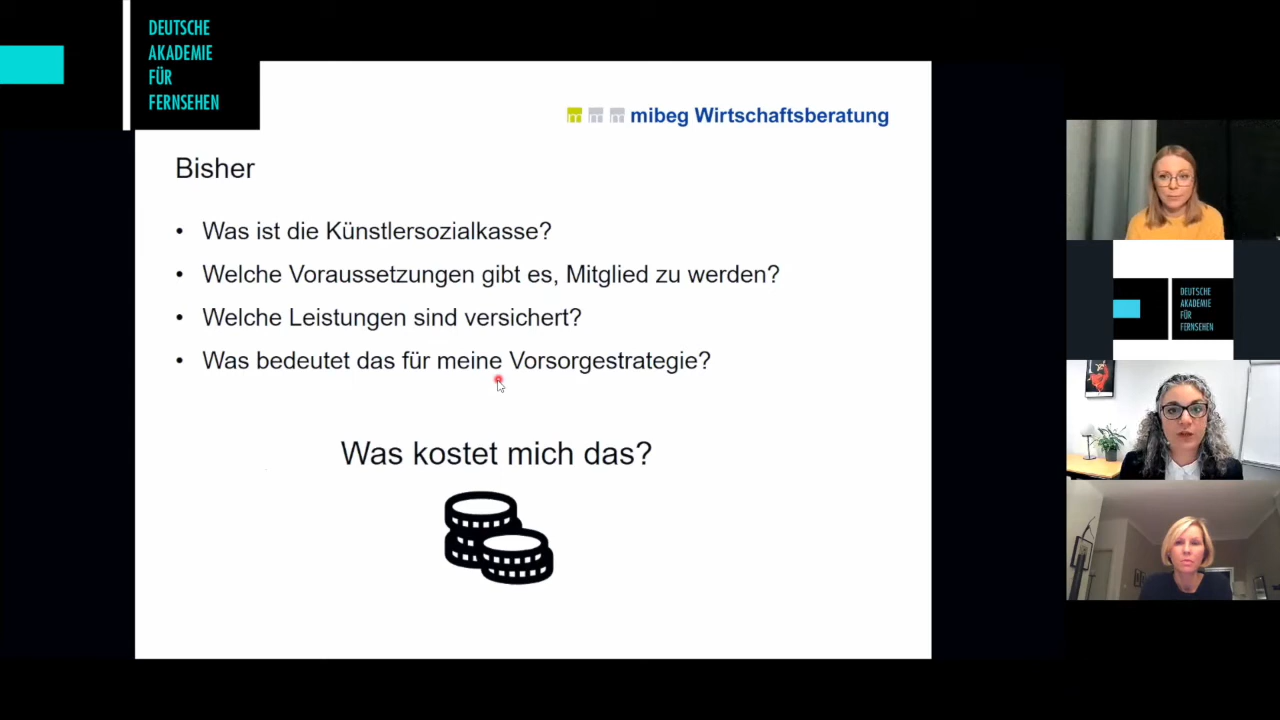 DEUTSCHE
AKADEMIE
FÜR
FERNSEHEN
mibeg Wirtschaftsberatung
Bisher
• Was ist die Künstlersozialkasse?
• Welche Voraussetzungen gibt es, Mitglied zu werden?
• Welche Leistungen sind versichert?
• Was bedeutet das für meine Vorsorgestrategie?
Was kostet mich das?
DEUTSCHE
AKADEMIE
FÜR
FERNSEHEN